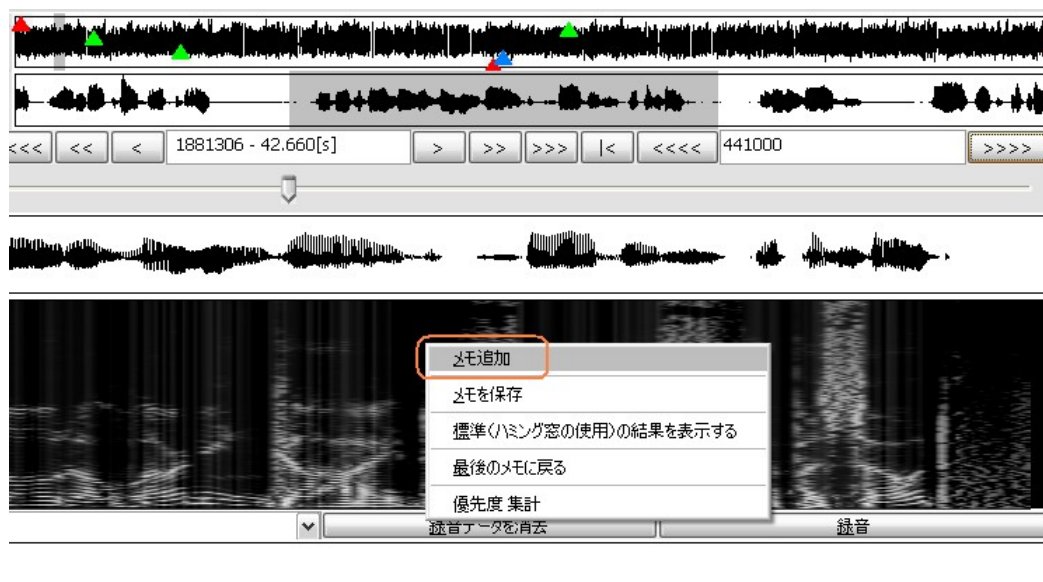 <<< << < 1881306 - 42.660[s] > >> >>> |< <<<< 441000 >>>>
メモ追加
メモを保存
標準(ハミング窓の使用)の結果を表示する
最後のメモに戻る
優先度 集計
録音データを消去 録音